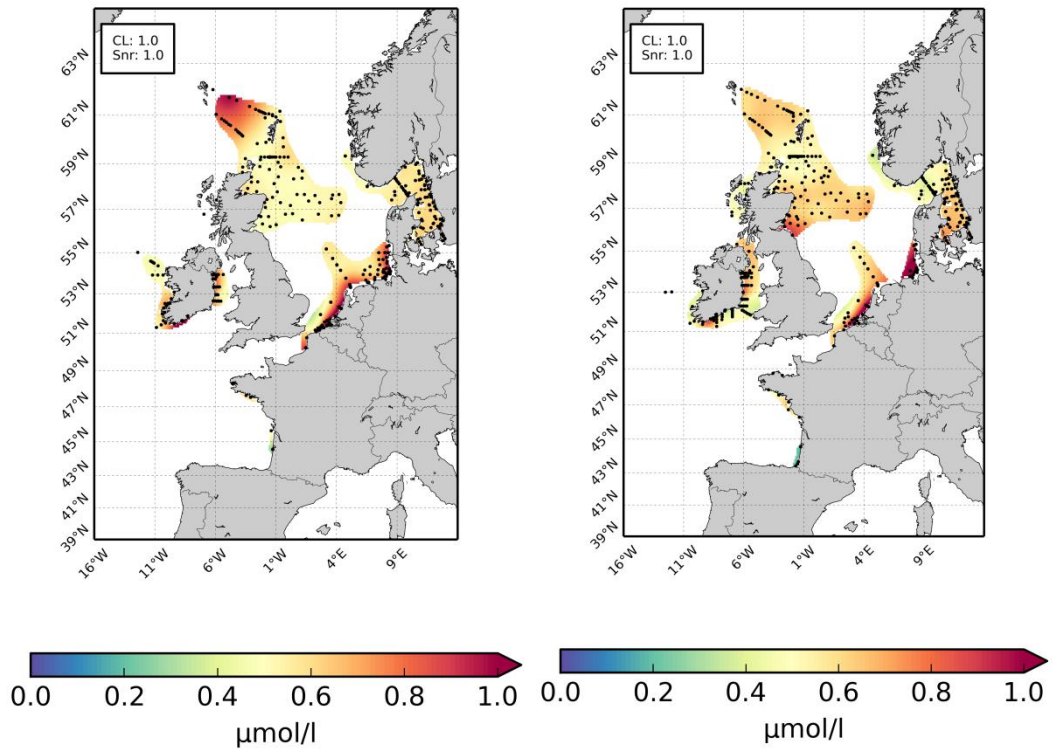 CL: 1.0
Snr: 1.0
63°N
61°N
59°N
57°N
55°N
53°N
51°N
49°N
47°N
45°N
43°N
41°N
39°N
16°W 11°W 6°W 1°W 4°E 9°E
0.0 0.2 0.4 0.6 0.8 1.0
μmol/l
CL: 1.0
Snr: 1.0
63°N
61°N
59°N
57°N
55°N
53°N
51°N
49°N
47°N
45°N
43°N
41°N
39°N
16°W 11°W 6°W 1°W 4°E 9°E
0.0 0.2 0.4 0.6 0.8 1.0
μmol/l